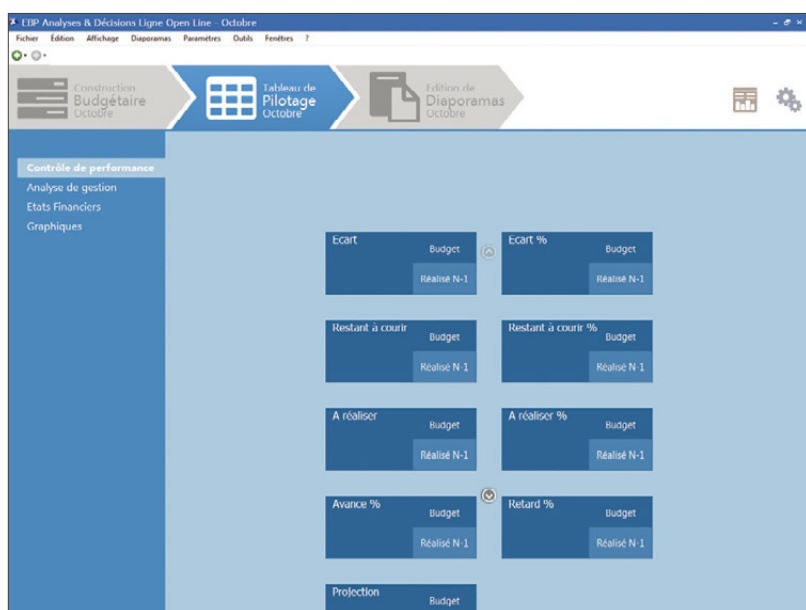 EBP Analyses & Décisions Ligne Open Line - Octobre
Fichier Édition Affichage Diaporamas Paramètres Outils Fenêtres ?
Construction
Budgétaire
Octobre
Tableau de
Pilotage
Octobre
Edition de
Diaporamas
Octobre
Contrôle de performance
Analyse de gestion
Etats Financiers
Graphiques
Ecart
Budget
Réalisé N-1
Ecart %
Budget
Réalisé N-1
Restant à courir
Budget
Réalisé N-1
Restant à courir %
Budget
Réalisé N-1
A réaliser
Budget
Réalisé N-1
A réaliser %
Budget
Réalisé N-1
Avance %
Budget
Réalisé N-1
Retard %
Budget
Réalisé N-1
Projection
Budget